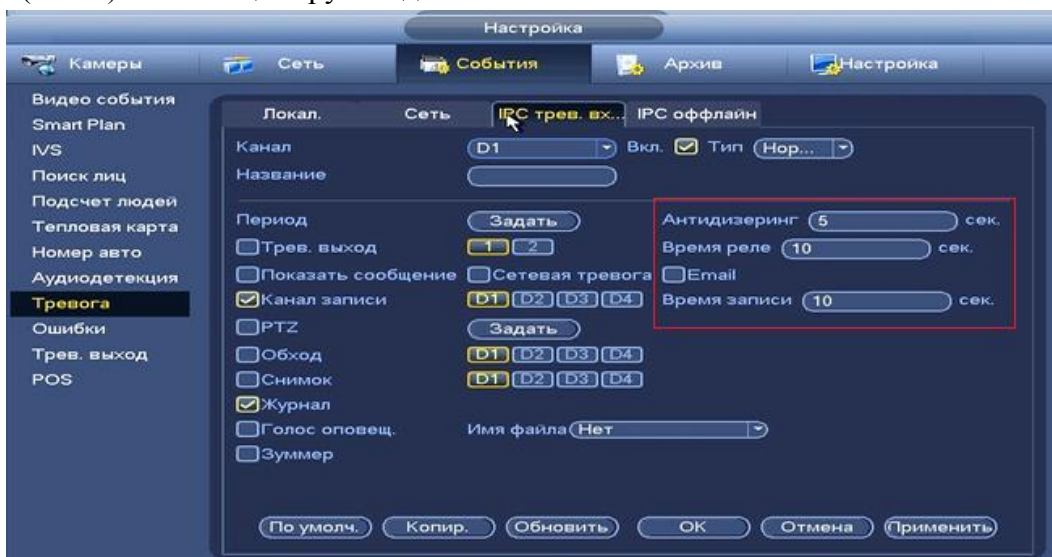 Настройка
Камеры Сеть События Архив Настройка
Видео события
Smart Plan
IVS
Поиск лиц
Подсчет людей
Тепловая карта
Номер авто
Аудиодетекция
Тревога
Ошибки
Трев. выход
POS
Локал. Сеть IPC трев. вх... IPC оффлайн
Канал D1 Вкл. Тип Нор...
Название
Период Задать Антидизеринг 5 сек.
Трев. выход 1 2 Время реле 10 сек.
Показать сообщение Сетевая тревога Email
Канал записи D1 D2 D3 D4 Время записи 10 сек.
PTZ Задать
Обход D1 D2 D3 D4
Снимок D1 D2 D3 D4
Журнал
Голос оповещ. Имя файла Нет
Зуммер
По умолч. Копир. Обновить OK Отмена Применить